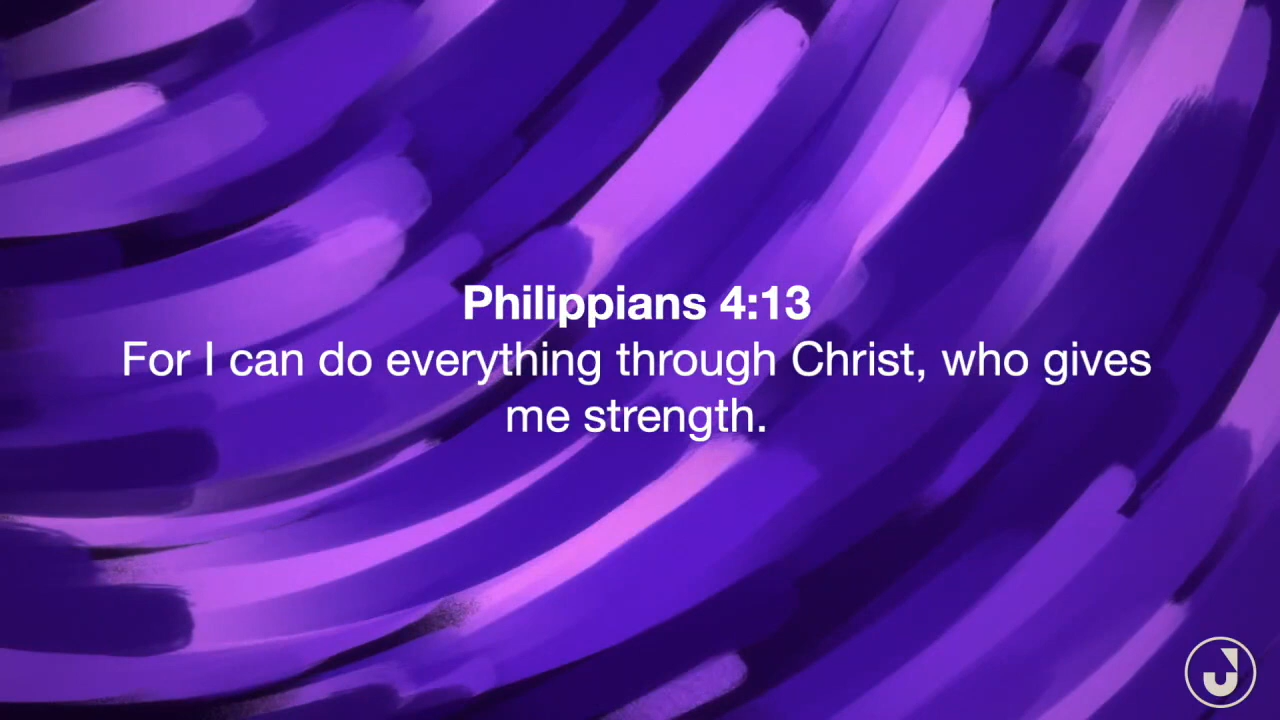 Philippians 4:13
For I can do everything through Christ, who gives
me strength.